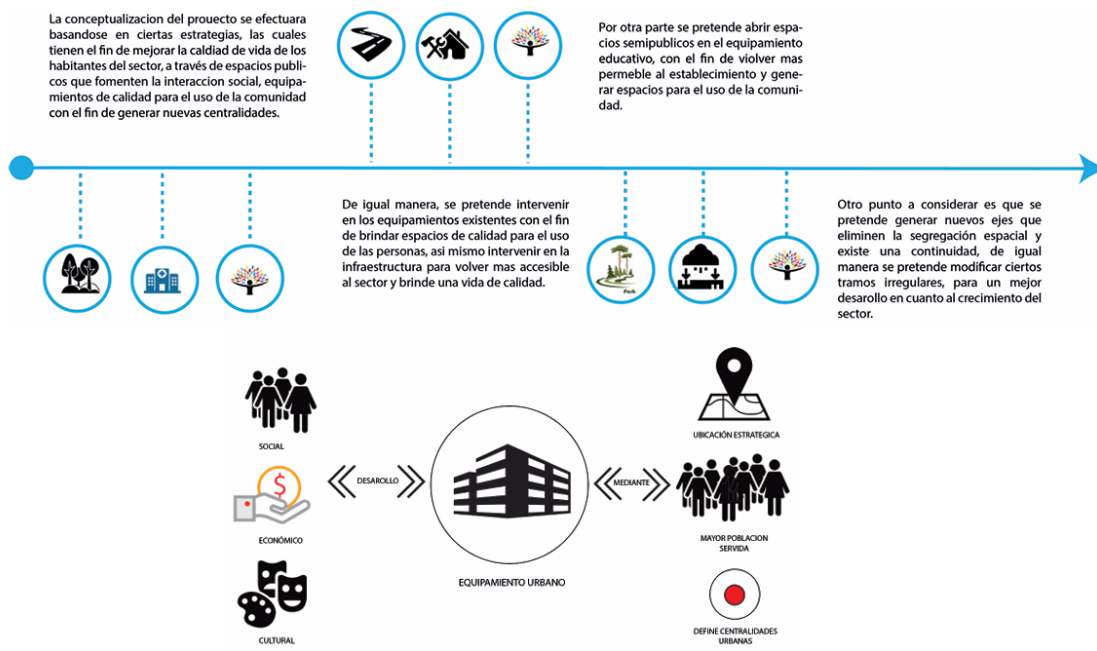 La conceptualizacion del prouecto se efectuara
basandose en ciertas estrategias, las cuales
tienen el fin de mejorar la caldiad de vida de los
habitantes del sector, a través de espacios publi-
cos que fomenten la interaccion social, equipa-
mientos de calidad para el uso de la comunidad
con el fin de generar nuevas centralidades.
Por otra parte se pretende abrir espa-
cios semipublicos en el equipamiento
educativo, con el fin de violver mas
permeble al establecimiento y gene-
rar espacios para el uso de la comuni-
dad.
De igual manera, se pretende intervenir
en los equipamientos existentes con el fin
de brindar espacios de calidad para el uso
de las personas, asi mismo intervenir en la
infraestructura para volver mas accesible
al sector y brinde una vida de calidad.
Park
Otro punto a considerar es que se
pretende generar nuevos ejes que
eliminen la segregación espacial y
existe una continuidad, de igual
manera se pretende modificar ciertos
tramos irregulares, para un mejor
desarollo en cuanto al crecimiento del
sector.
SOCIAL
ECONÓMICO
CULTURAL
DESAROLLO
EQUIPAMIENTO URBANO
MEDIANTE
UBICACIÓN ESTRATEGICA
MAYOR POBLACION
SERVIDA
DEFINE CENTRALIDADES
URBANAS